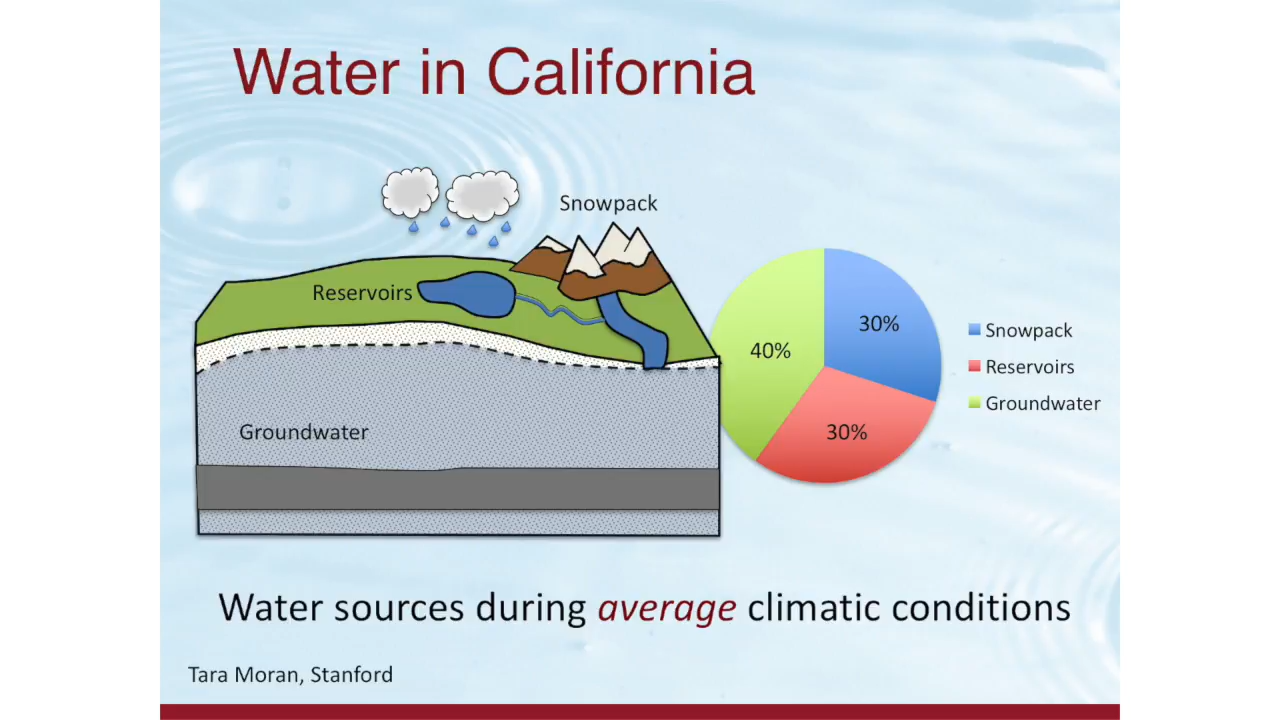 Water in California
Snowpack
Reservoirs
Groundwater
30%
40%
30%
Snowpack
Reservoirs
Groundwater
Water sources during average climatic conditions
Tara Moran, Stanford